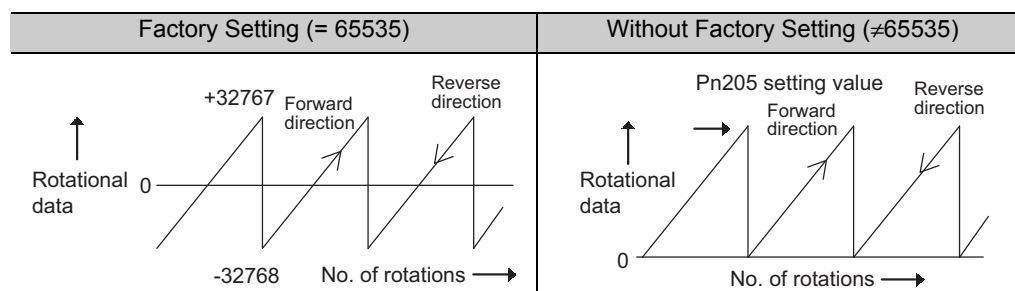 Factory Setting (= 65535)
Without Factory Setting (≠65535)
+32767
Forward
direction
Reverse
direction
Rotational
data
0
-32768
No. of rotations
Pn205 setting value
Forward
direction
Reverse
direction
Rotational
data
0
No. of rotations